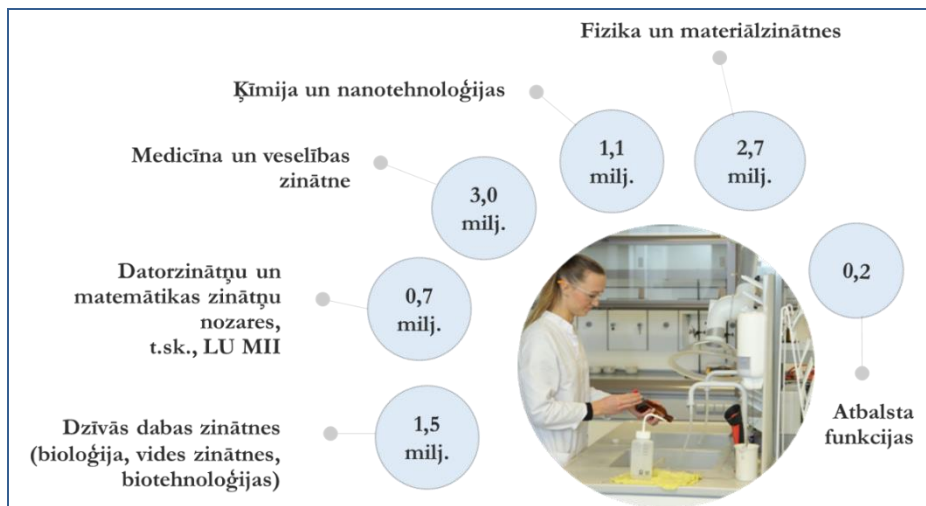 Fizika un materiālzinātnes
2,7
milj.
Ķīmija un nanotehnoloģijas
1,1
milj.
Medicīna un veselības
zinātne
3,0
milj.
Datorzinātņu un
matemātikas zinātņu
nozares,
t.sk., LU MII
0,7
milj.
Dzīvās dabas zinātnes
(bioloģija, vides zinātnes,
biotehnoloģijas)
1,5
milj.
0,2
Atbalsta
funkcijas